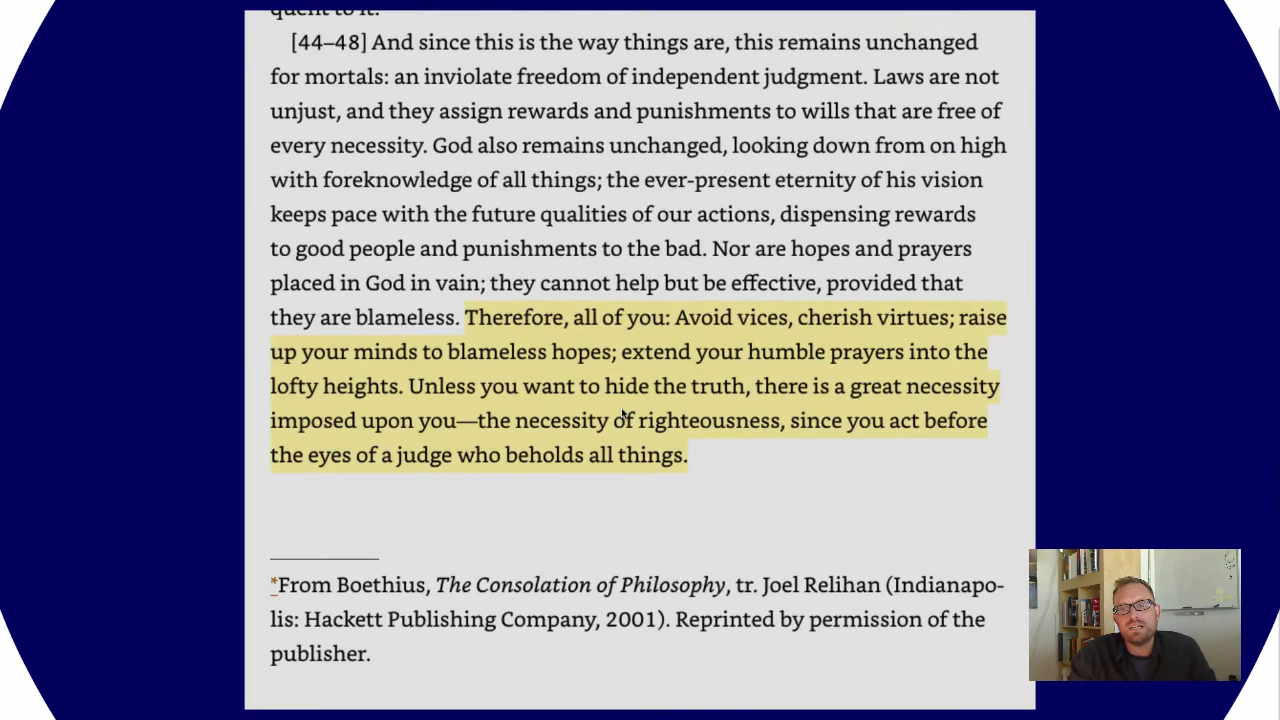 quent to it.
[44–48] And since this is the way things are, this remains unchanged
for mortals: an inviolate freedom of independent judgment. Laws are not
unjust, and they assign rewards and punishments to wills that are free of
every necessity. God also remains unchanged, looking down from on high
with foreknowledge of all things; the ever-present eternity of his vision
keeps pace with the future qualities of our actions, dispensing rewards
to good people and punishments to the bad. Nor are hopes and prayers
placed in God in vain; they cannot help but be effective, provided that
they are blameless. Therefore, all of you: Avoid vices, cherish virtues; raise
up your minds to blameless hopes; extend your humble prayers into the
lofty heights. Unless you want to hide the truth, there is a great necessity
imposed upon you—the necessity of righteousness, since you act before
the eyes of a judge who beholds all things.
*From Boethius, The Consolation of Philosophy, tr. Joel Relihan (Indianapo-
lis: Hackett Publishing Company, 2001). Reprinted by permission of the
publisher.